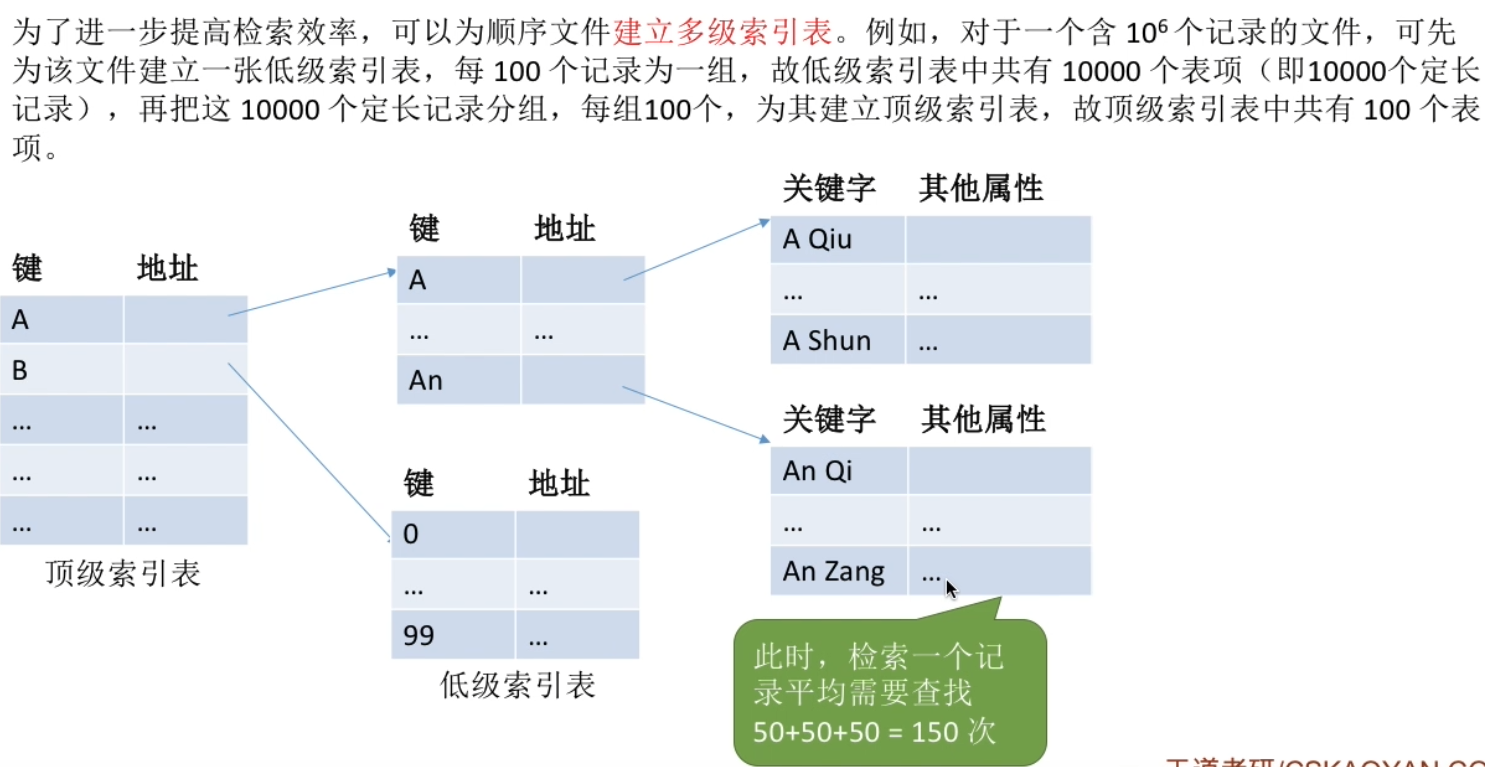 为了进一步提高检索效率，可以为顺序文件建立多级索引表。例如，对于一个含 10⁶ 个记录的文件，可先
为该文件建立一张低级索引表，每 100 个记录为一组，故低级索引表中共有 10000 个表项（即10000个定长
记录），再把这 10000 个定长记录分组，每组100个，为其建立顶级索引表，故顶级索引表中共有 100 个表
项。
键 地址
A
B
... ...
... ...
... ...
顶级索引表
键 地址
A
... ...
An
键 地址
0
... ...
99 ...
低级索引表
关键字 其他属性
A Qiu
... ...
A Shun ...
关键字 其他属性
An Qi
... ...
An Zang ...
此时，检索一个记
录平均需要查找
50+50+50 = 150 次